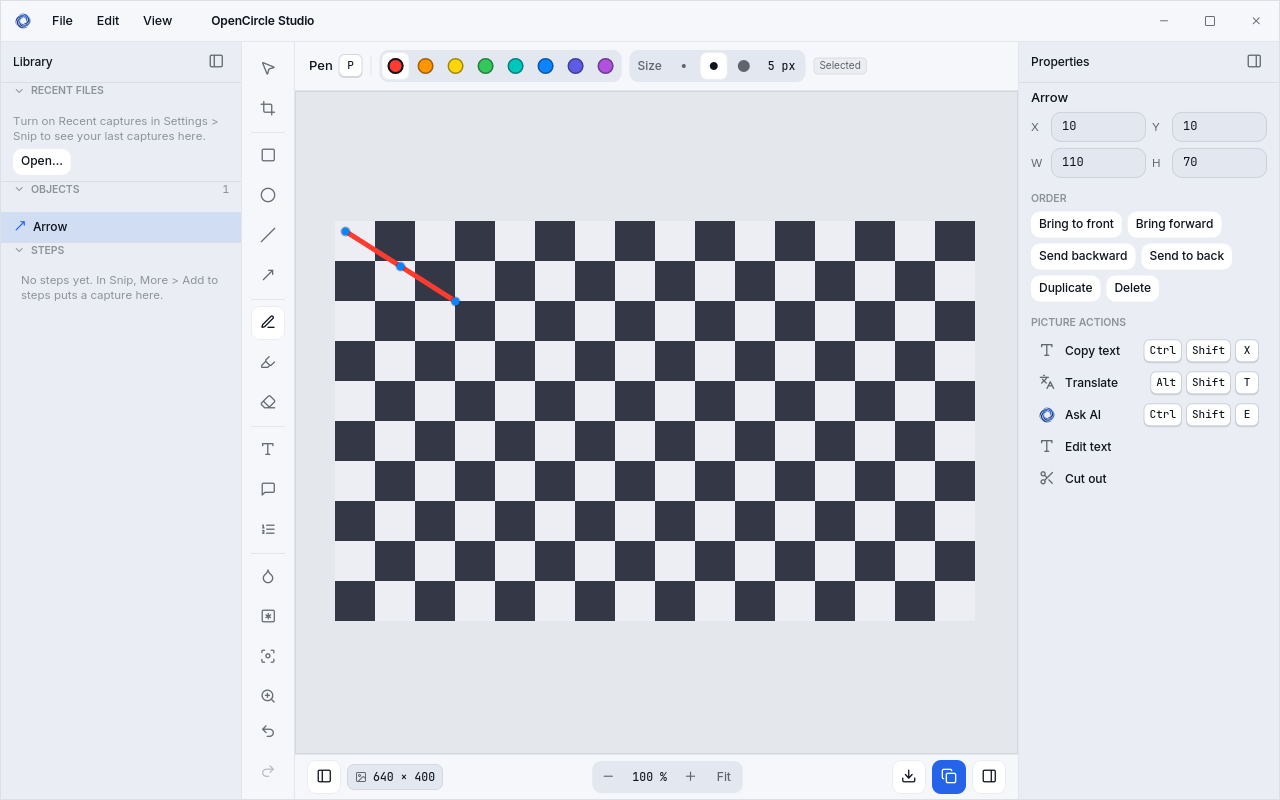 File Edit View OpenCircle Studio
Library
RECENT FILES
Turn on Recent captures in Settings >
Snip to see your last captures here.
Open...
OBJECTS 1
Arrow
STEPS
No steps yet. In Snip, More > Add to
steps puts a capture here.
Pen P Size 5 px Selected
640 × 400 100 % Fit
Properties
Arrow
X 10 Y 10
W 110 H 70
ORDER
Bring to front Bring forward
Send backward Send to back
Duplicate Delete
PICTURE ACTIONS
Copy text Ctrl Shift X
Translate Alt Shift T
Ask AI Ctrl Shift E
Edit text
Cut out